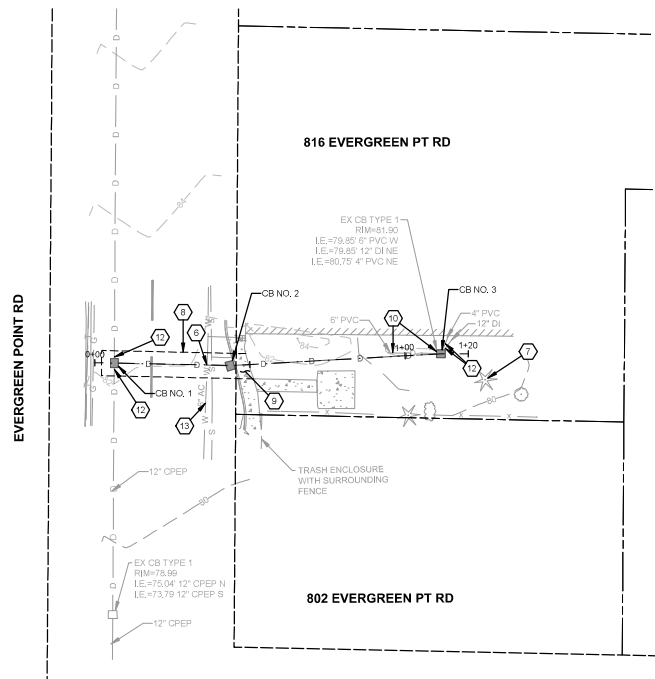 816 EVERGREEN PT RD
EX CB TYPE 1
RIM=81.90
I.E.=79.85' 6" PVC W
I.E.=79.85' 12" DI NE
I.E.=80.75' 4" PVC NE
84
8
6
CB NO. 2
6" PVC
10
CB NO. 3
4" PVC
12" DI
12
0+00
1+00
1+20
7
82
CB NO. 1
12
13
9
12
80
EVERGREEN POINT RD
TRASH ENCLOSURE
WITH SURROUNDING
FENCE
12" CPEP
80
EX CB TYPE 1
RIM=78.99
I.E.=75.04' 12" CPEP N
I.E.=73.79 12" CPEP S
12" CPEP
802 EVERGREEN PT RD